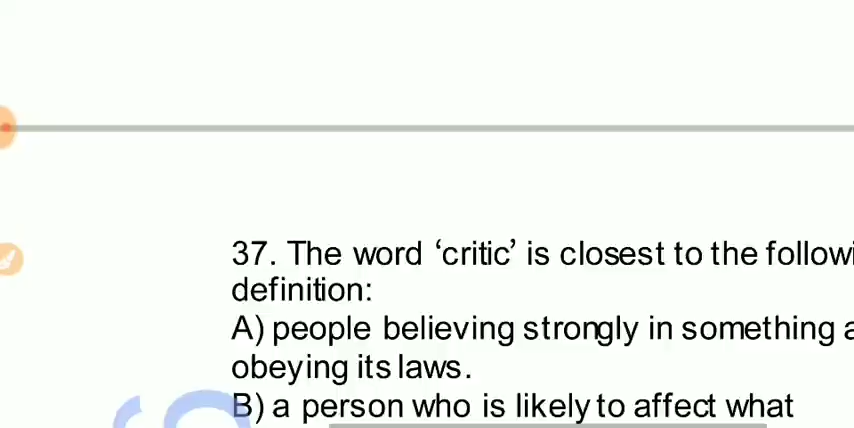 37. The word ‘critic’ is closest to the
definition:
A) people believing strongly in something
obeying its laws.
B) a person who is likely to affect what